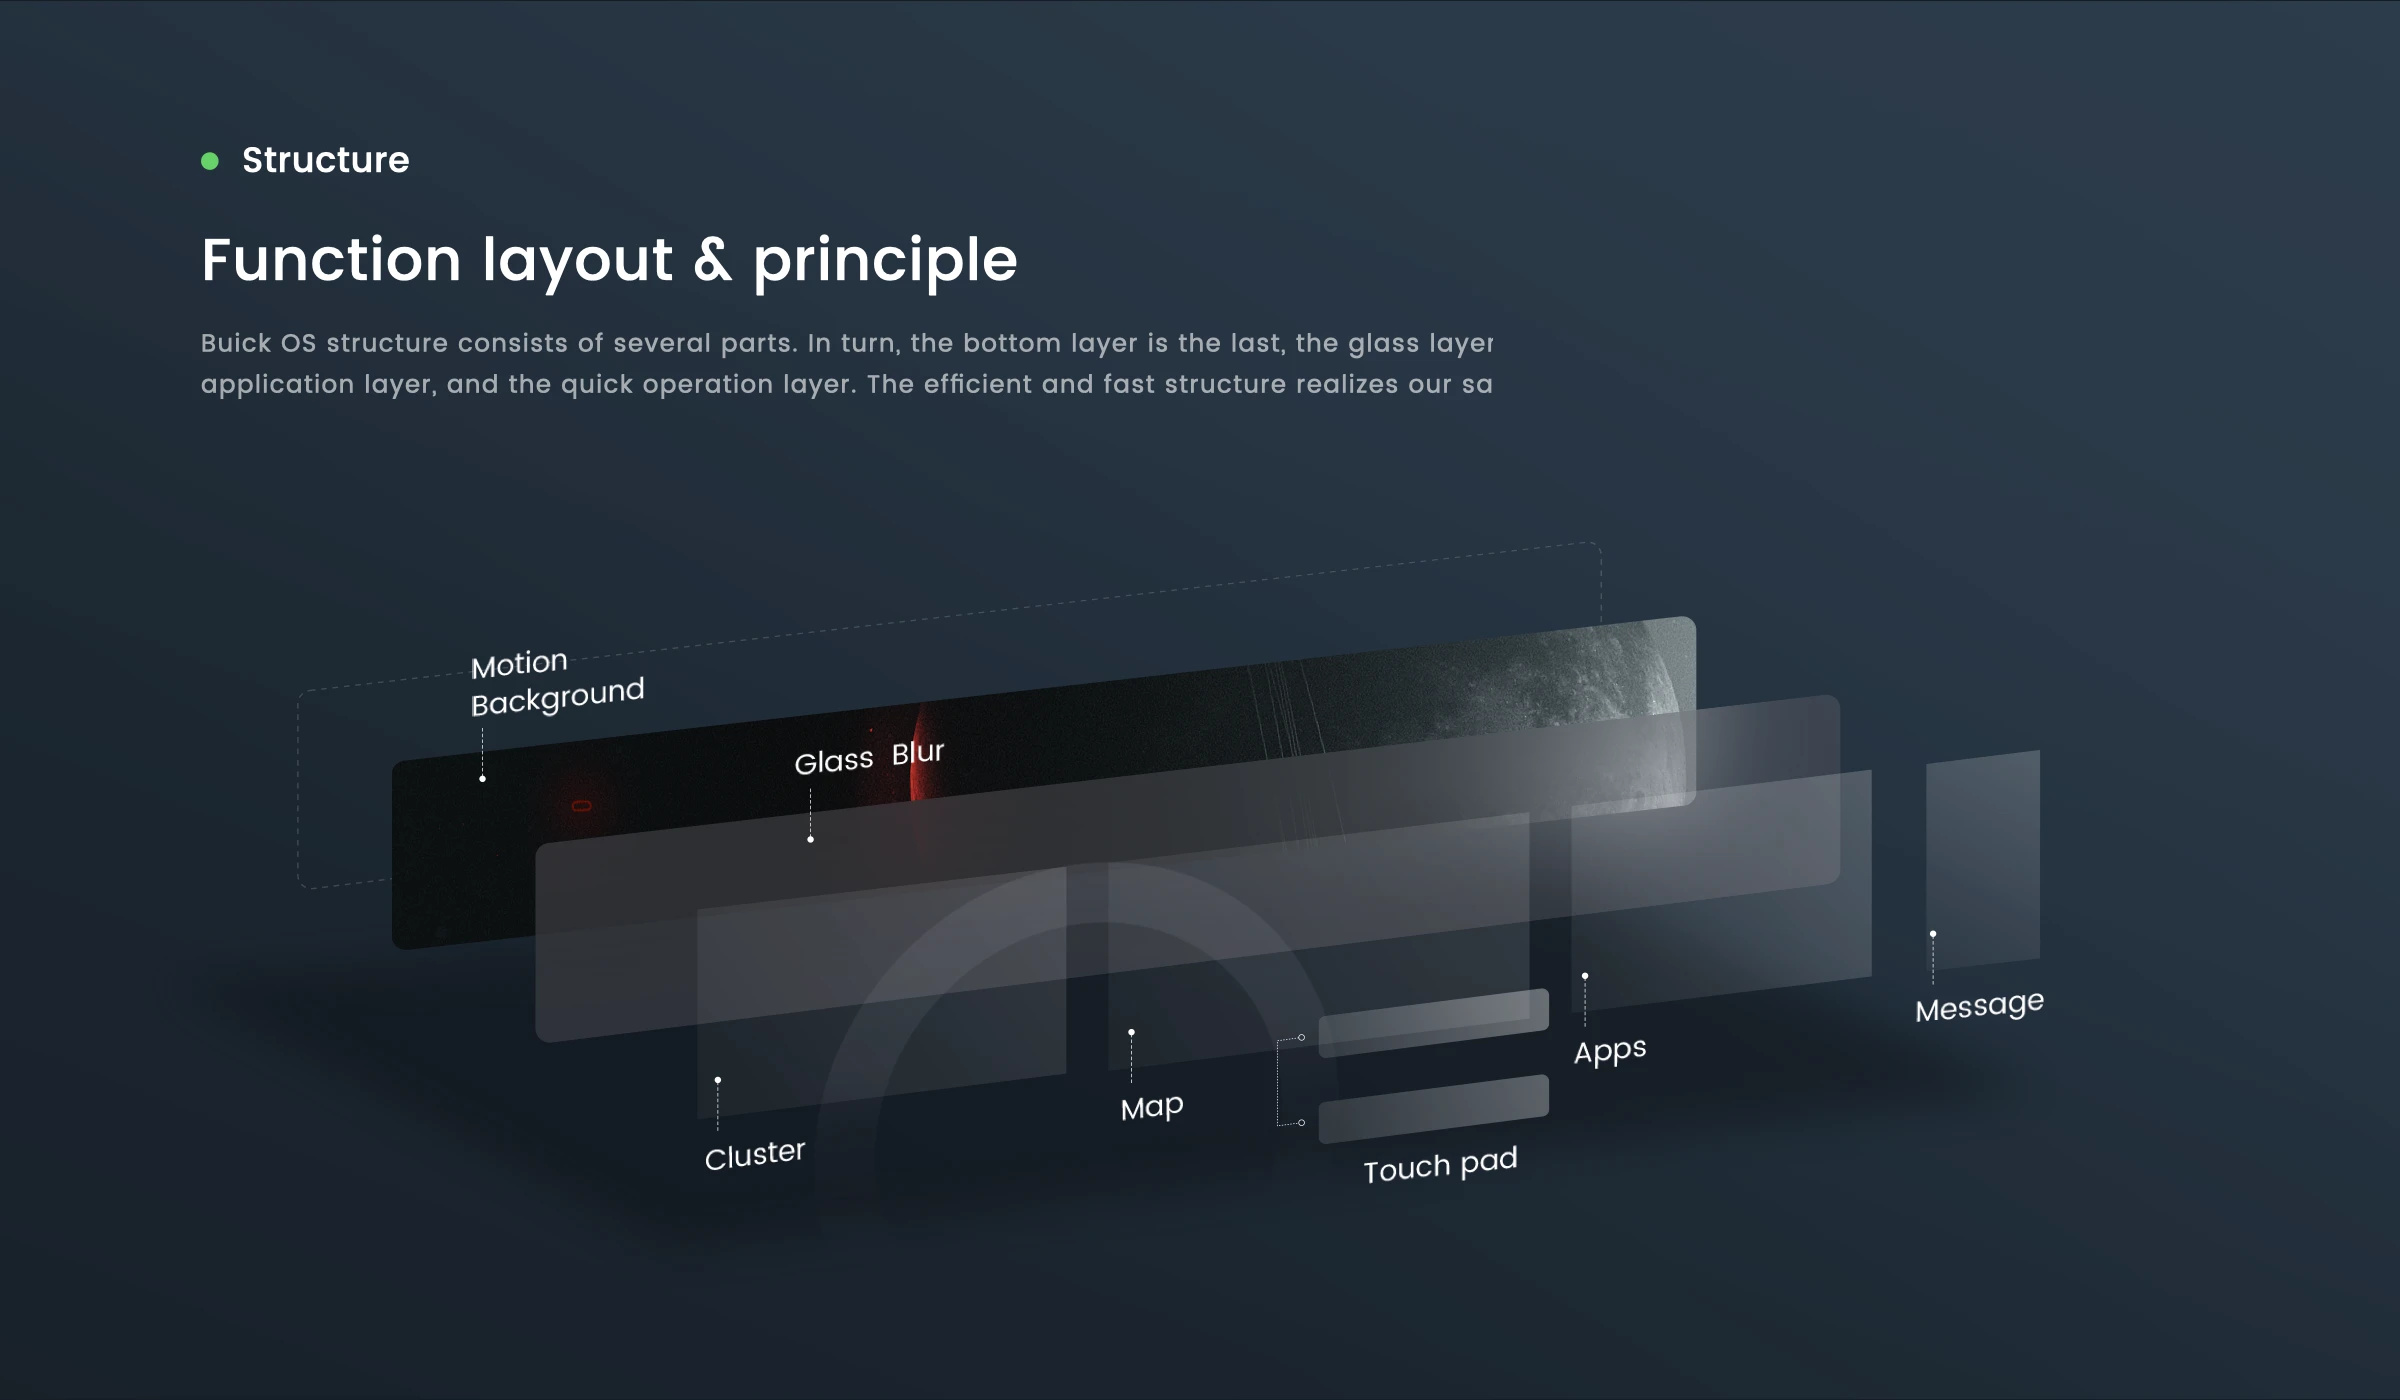 Structure
Function layout & principle
Buick OS structure consists of several parts. In turn, the bottom layer is the last, the glass layer
application layer, and the quick operation layer. The efficient and fast structure realizes our sa
Motion
Background
Glass Blur
Message
Apps
Map
Cluster
Touch pad